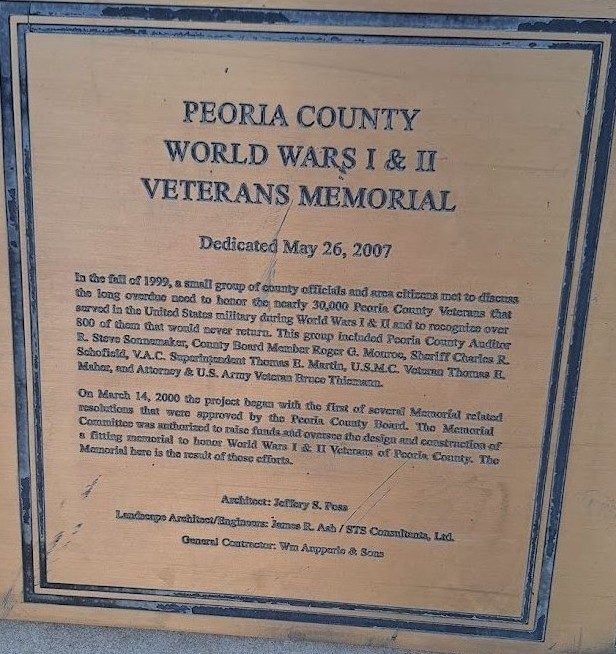 PEORIA COUNTY
WORLD WARS I & II
VETERANS MEMORIAL
Dedicated May 26, 2007
In the fall of 1999, a small group of county officials and area citizens met to discuss
the long overdue need to honor the nearly 30,000 Peoria County Veterans that
served in the United States military during World Wars I & II and to recognize over
800 of them that would never return. This group included Peoria County Auditor
R. Steve Sonnemaker, County Board Member Roger G. Monroe, Sheriff Charles R.
Schofield, V.A.C. Superintendent Thomas E. Martin, U.S.M.C. Veteran Thomas E.
Maher, and Attorney & U.S. Army Veteran Bruce Thiemann.
On March 14, 2000 the project began with the first of several Memorial related
resolutions that were approved by the Peoria County Board. The Memorial
Committee was authorized to raise funds and oversee the design and construction of
a fitting memorial to honor World Wars I & II Veterans of Peoria County. The
Memorial here is the result of those efforts.
Architect: Jeffery S. Poss
Landscape Architect/Engineers: James R. Ash / STS Consultants, Ltd.
General Contractor: Wm Aupperle & Sons